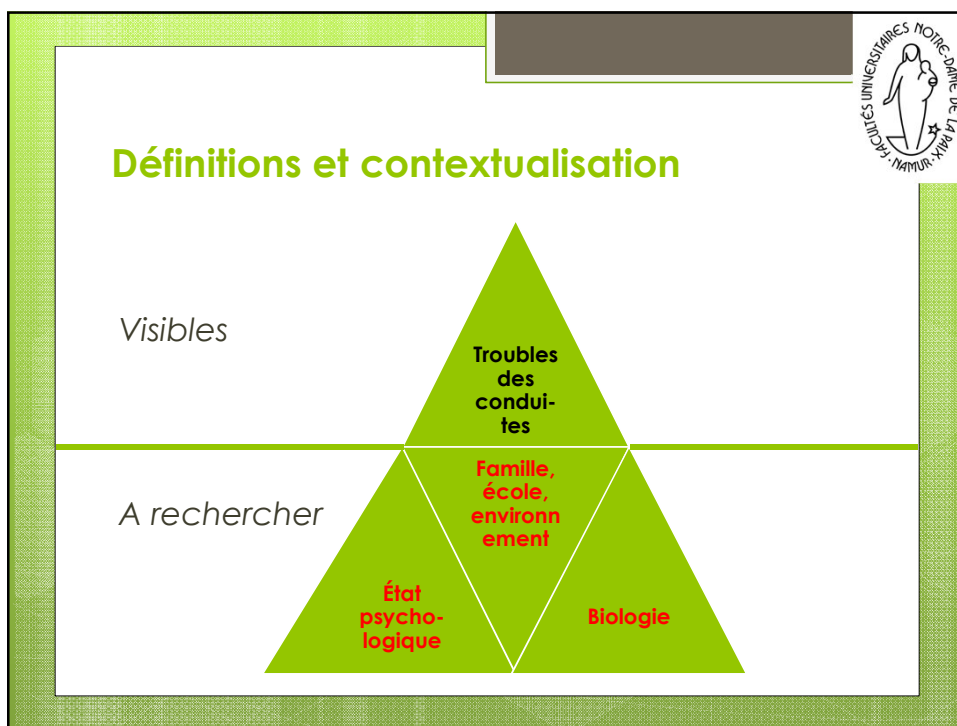 FACULTÉS UNIVERSITAIRES NOTRE-DAME DE LA PAIX · NAMUR ·
Définitions et contextualisation
Visibles
Troubles
des
condui-
tes
A rechercher
Famille,
école,
environn
ement
État
psycho-
logique
Biologie